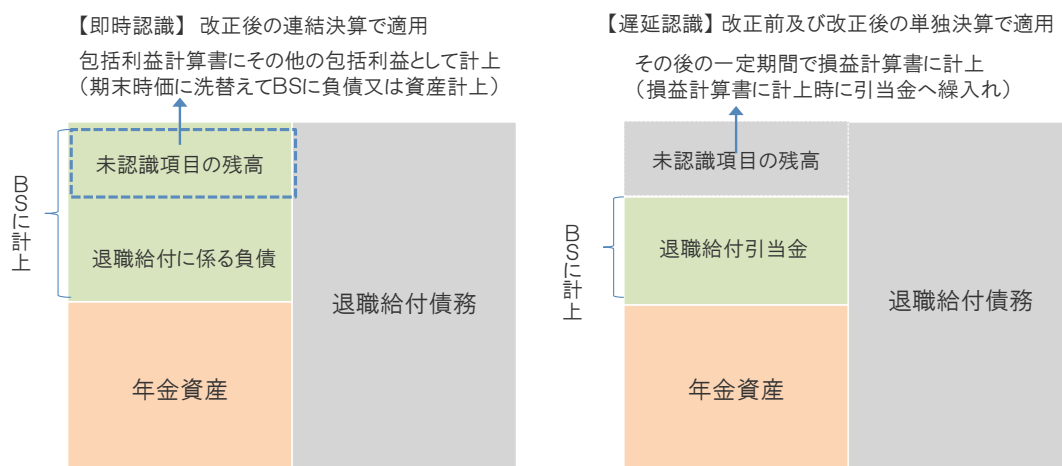 【即時認識】 改正後の連結決算で適用
包括利益計算書にその他の包括利益として計上
（期末時価に洗替えてBSに負債又は資産計上）
未認識項目の残高
BSに計上
退職給付に係る負債
退職給付債務
年金資産
【遅延認識】 改正前及び改正後の単独決算で適用
その後の一定期間で損益計算書に計上
（損益計算書に計上時に引当金へ繰入れ）
未認識項目の残高
BSに計上
退職給付引当金
退職給付債務
年金資産